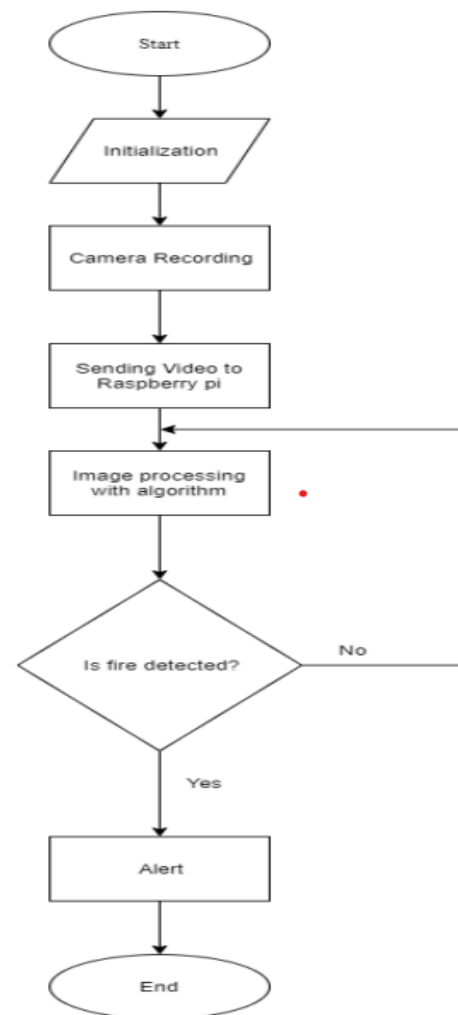 Start
Initialization
Camera Recording
Sending Video to
Raspberry pi
Image processing
with algorithm
Is fire detected?
No
Yes
Alert
End